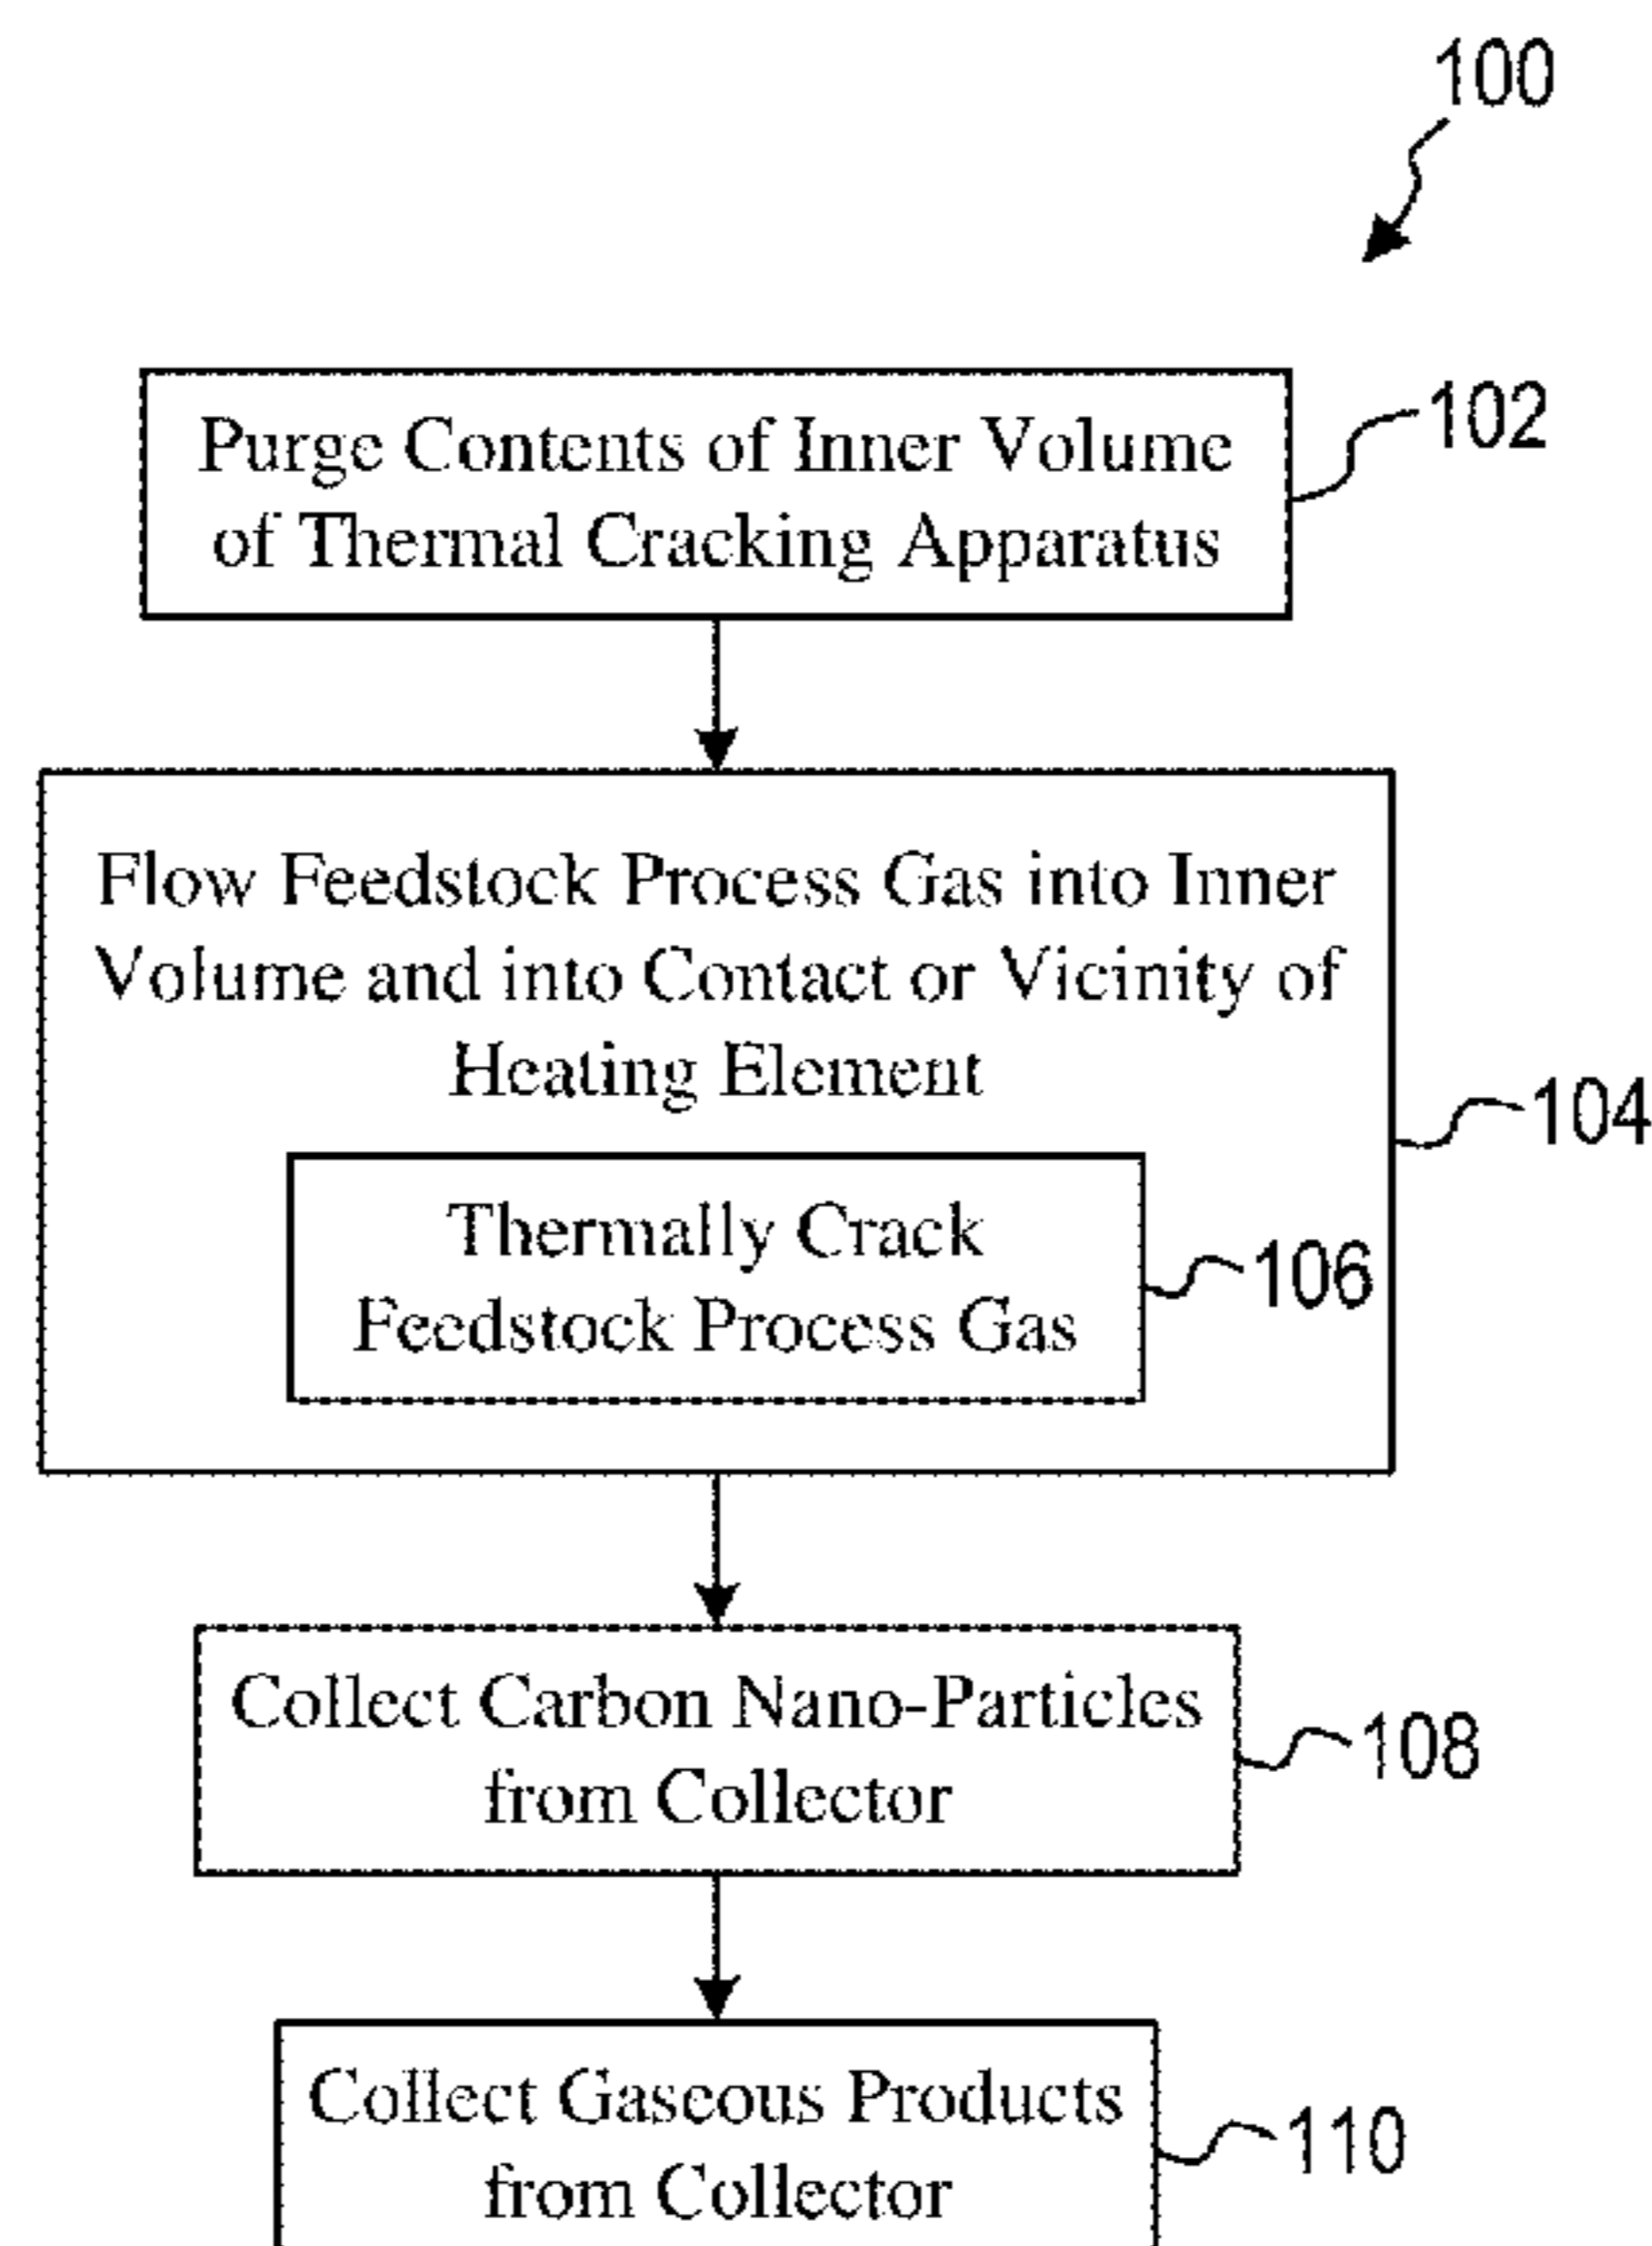 100
Purge Contents of Inner Volume
of Thermal Cracking Apparatus
102
Flow Feedstock Process Gas into Inner
Volume and into Contact or Vicinity of
Heating Element
104
Thermally Crack
Feedstock Process Gas
106
Collect Carbon Nano-Particles
from Collector
108
Collect Gaseous Products
from Collector
110